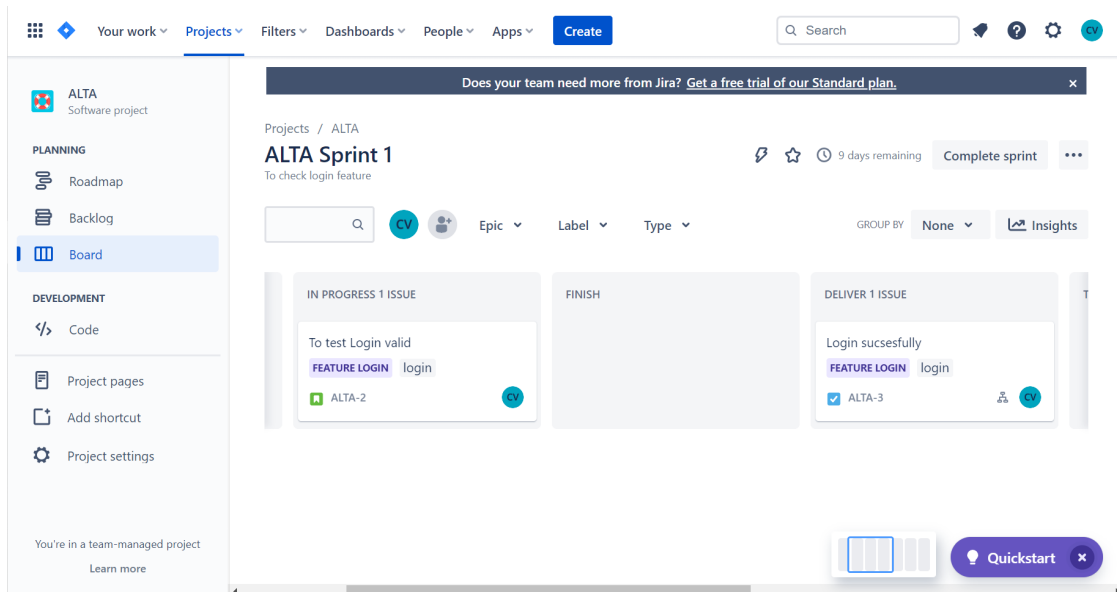 Your work Projects Filters Dashboards People Apps Create Search CV
Does your team need more from Jira? Get a free trial of our Standard plan.
ALTA
Software project
PLANNING
Roadmap
Backlog
Board
DEVELOPMENT
Code
Project pages
Add shortcut
Project settings
You're in a team-managed project
Learn more
Projects / ALTA
ALTA Sprint 1
To check login feature
9 days remaining Complete sprint
CV Epic Label Type GROUP BY None Insights
IN PROGRESS 1 ISSUE
To test Login valid
FEATURE LOGIN login
ALTA-2 CV
FINISH
DELIVER 1 ISSUE
Login sucsesfully
FEATURE LOGIN login
ALTA-3 CV
T
Quickstart